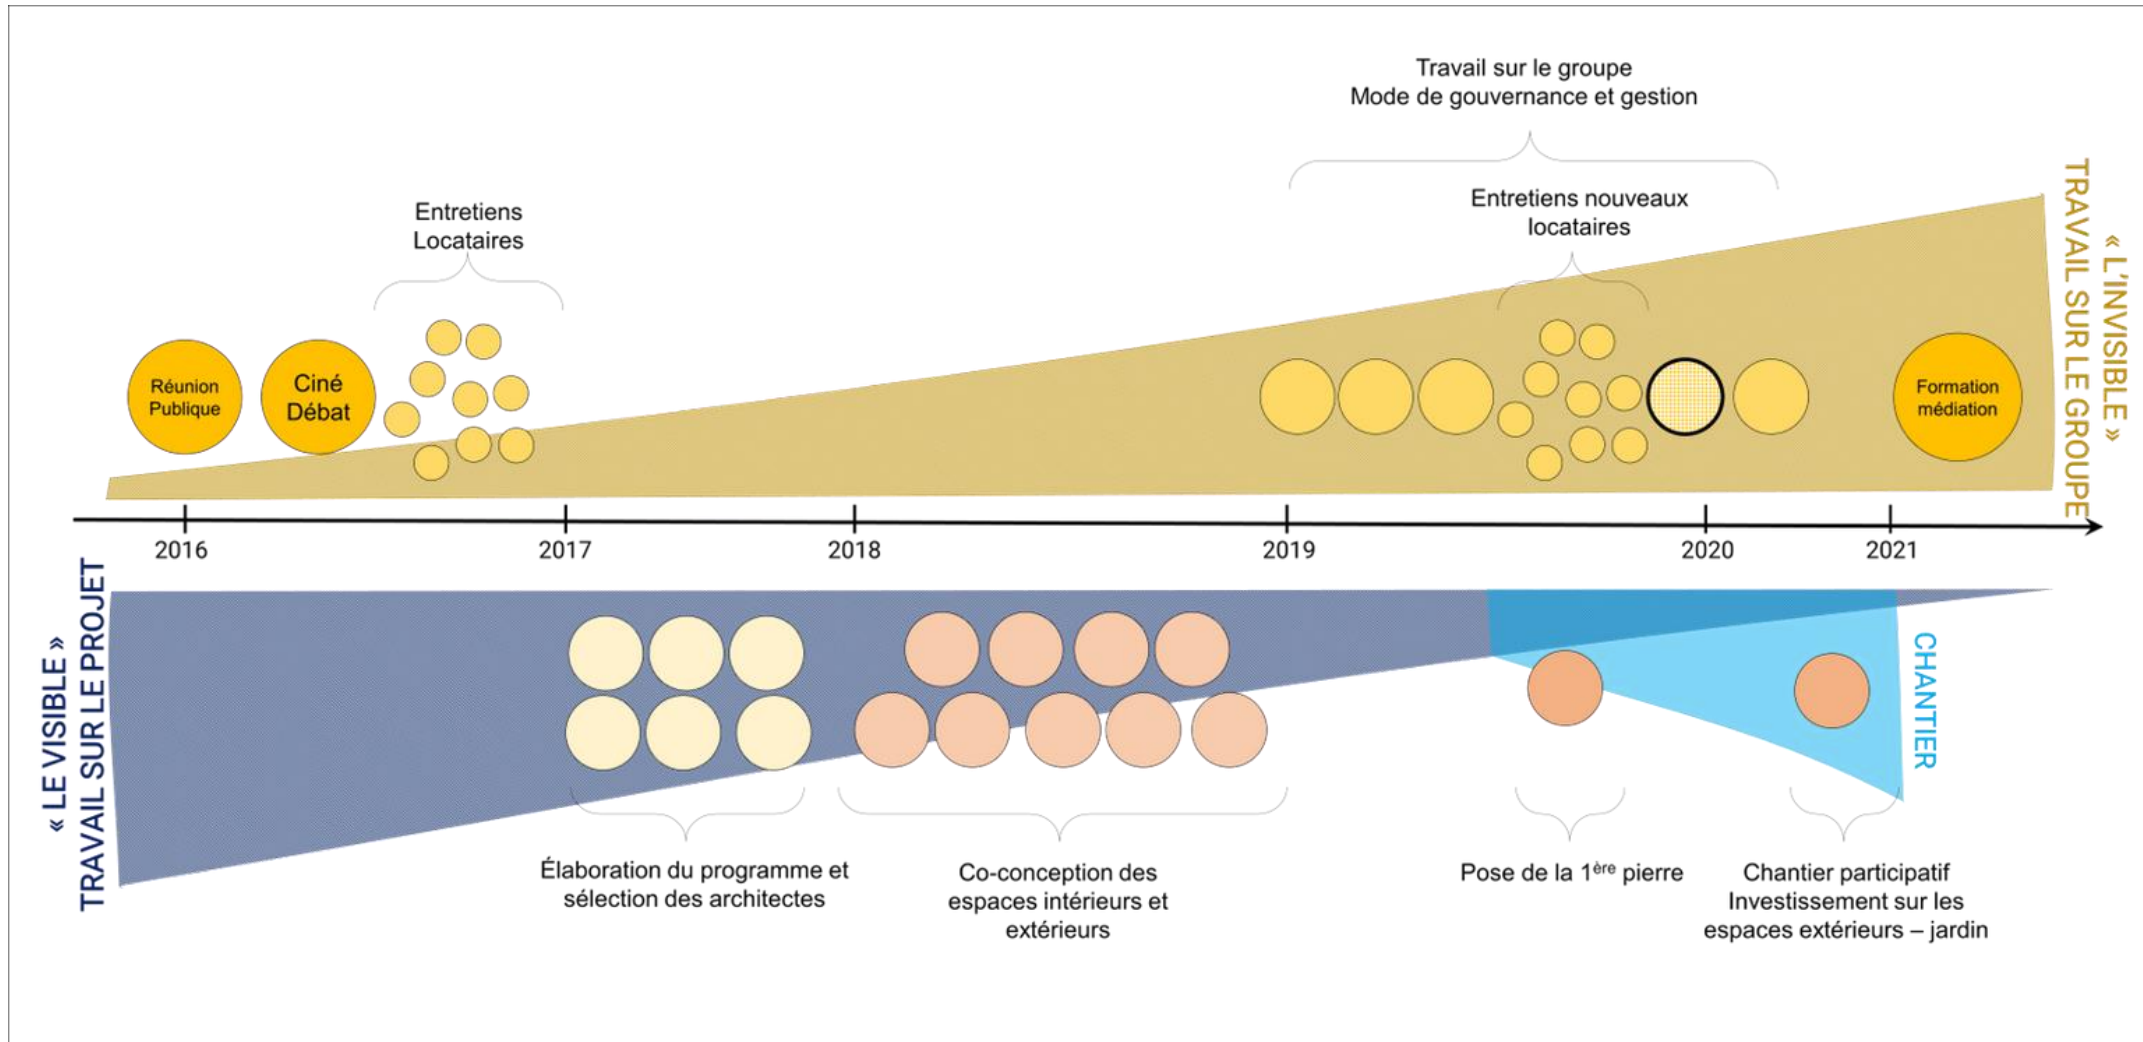 Travail sur le groupe
Mode de gouvernance et gestion
Entretiens nouveaux
locataires
Entretiens
Locataires
Réunion
Publique
Ciné
Débat
Formation
médiation
« L'INVISIBLE »
TRAVAIL SUR LE GROUPE
2016
2017
2018
2019
2020
2021
« LE VISIBLE »
TRAVAIL SUR LE PROJET
CHANTIER
Élaboration du programme et
sélection des architectes
Co-conception des
espaces intérieurs et
extérieurs
Pose de la 1ère pierre
Chantier participatif
Investissement sur les
espaces extérieurs – jardin